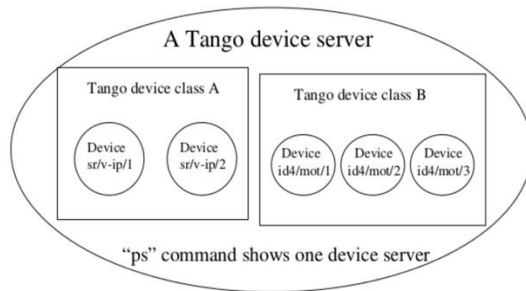 A Tango device server
Tango device class A
Device
sr/v-ip/1
Device
sr/v-ip/2
Tango device class B
Device
id4/mot/1
Device
id4/mot/2
Device
id4/mot/3
“ps” command shows one device server